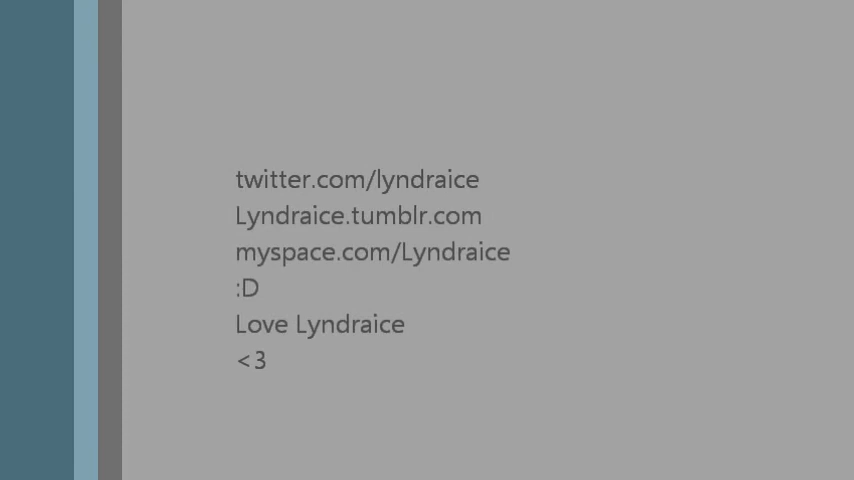 twitter.com/lyndraice
Lyndraice.tumblr.com
myspace.com/Lyndraice
:D
Love Lyndraice
<3